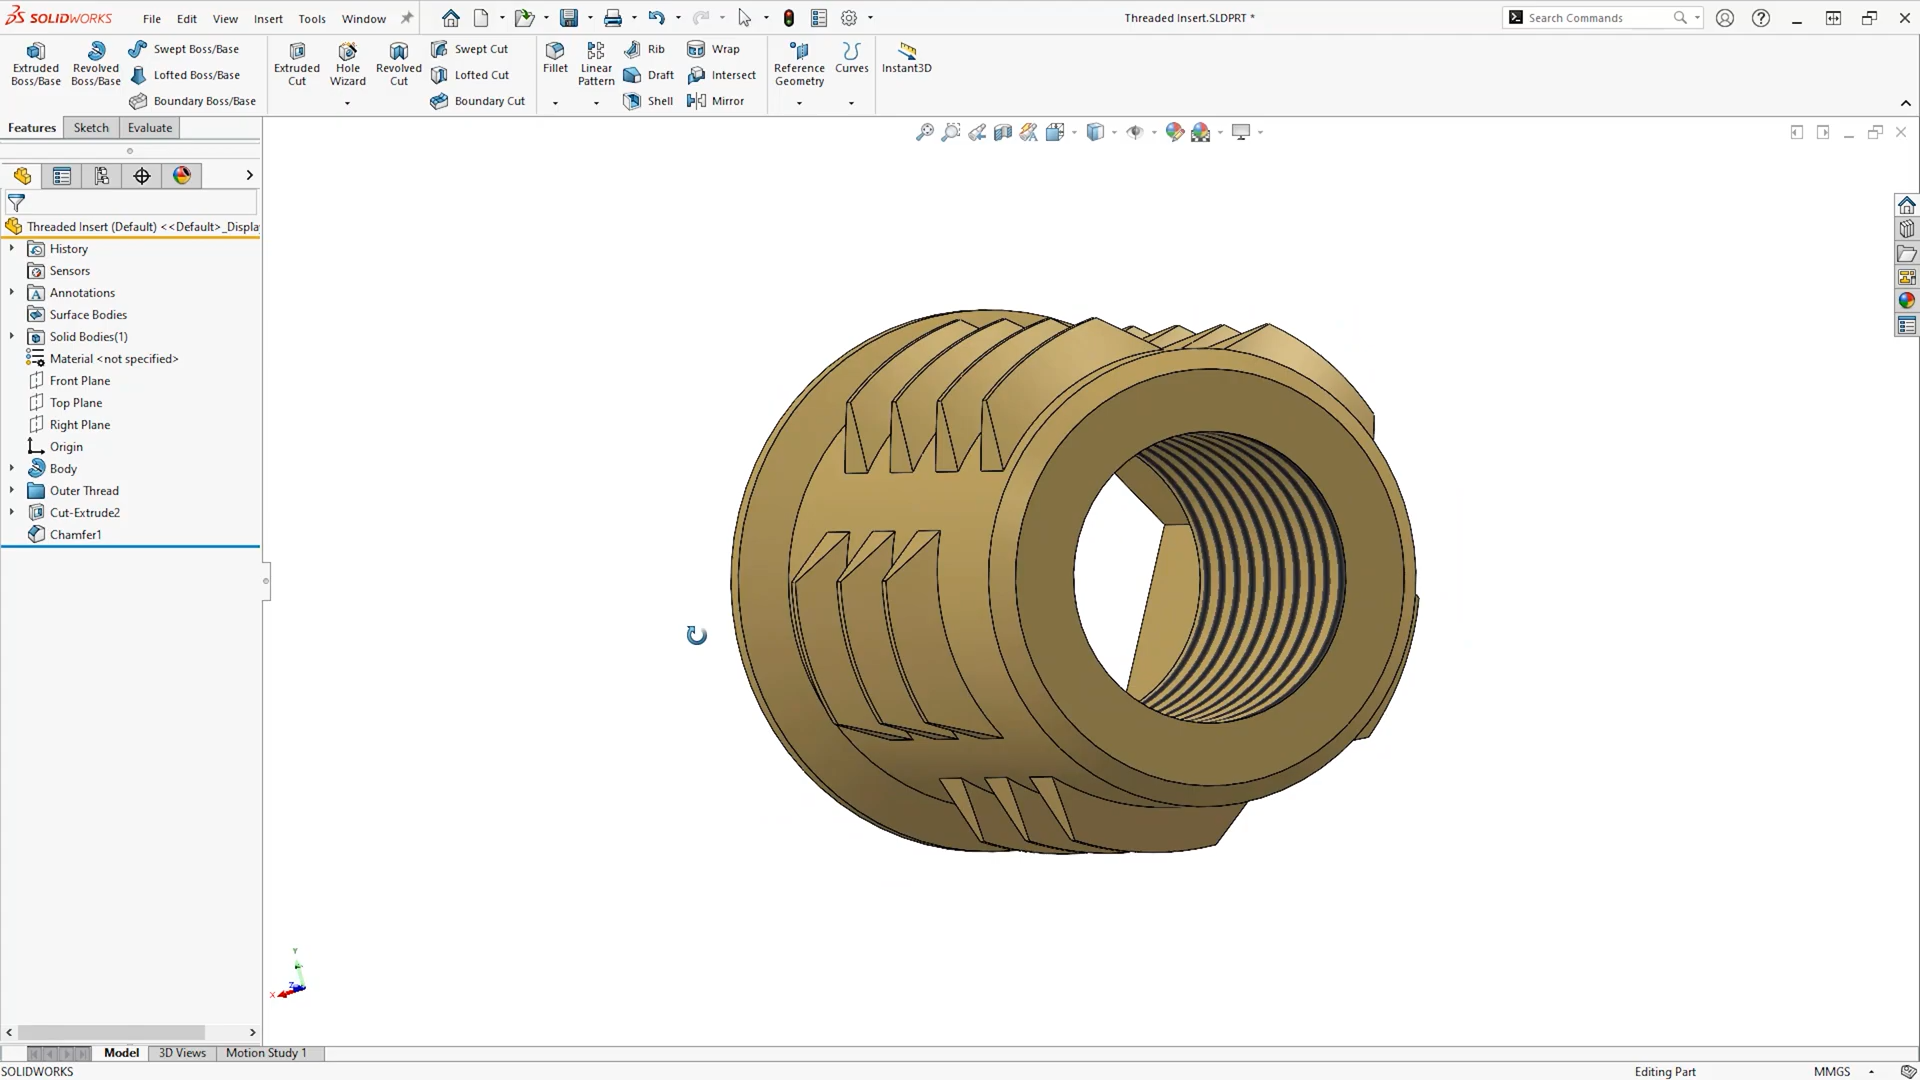 SOLIDWORKS File Edit View Insert Tools Window Threaded Insert.SLDPRT * Search Commands
Extruded Boss/Base
Revolved Boss/Base
Swept Boss/Base
Lofted Boss/Base
Boundary Boss/Base
Extruded Cut
Hole Wizard
Revolved Cut
Swept Cut
Lofted Cut
Boundary Cut
Fillet
Linear Pattern
Rib
Draft
Shell
Wrap
Intersect
Mirror
Reference Geometry
Curves
Instant3D
Features Sketch Evaluate
Threaded Insert (Default) <<Default>_Displa
History
Sensors
Annotations
Surface Bodies
Solid Bodies(1)
Material <not specified>
Front Plane
Top Plane
Right Plane
Origin
Body
Outer Thread
Cut-Extrude2
Chamfer1
Y
Z
X
Model 3D Views Motion Study 1
SOLIDWORKS Editing Part MMGS